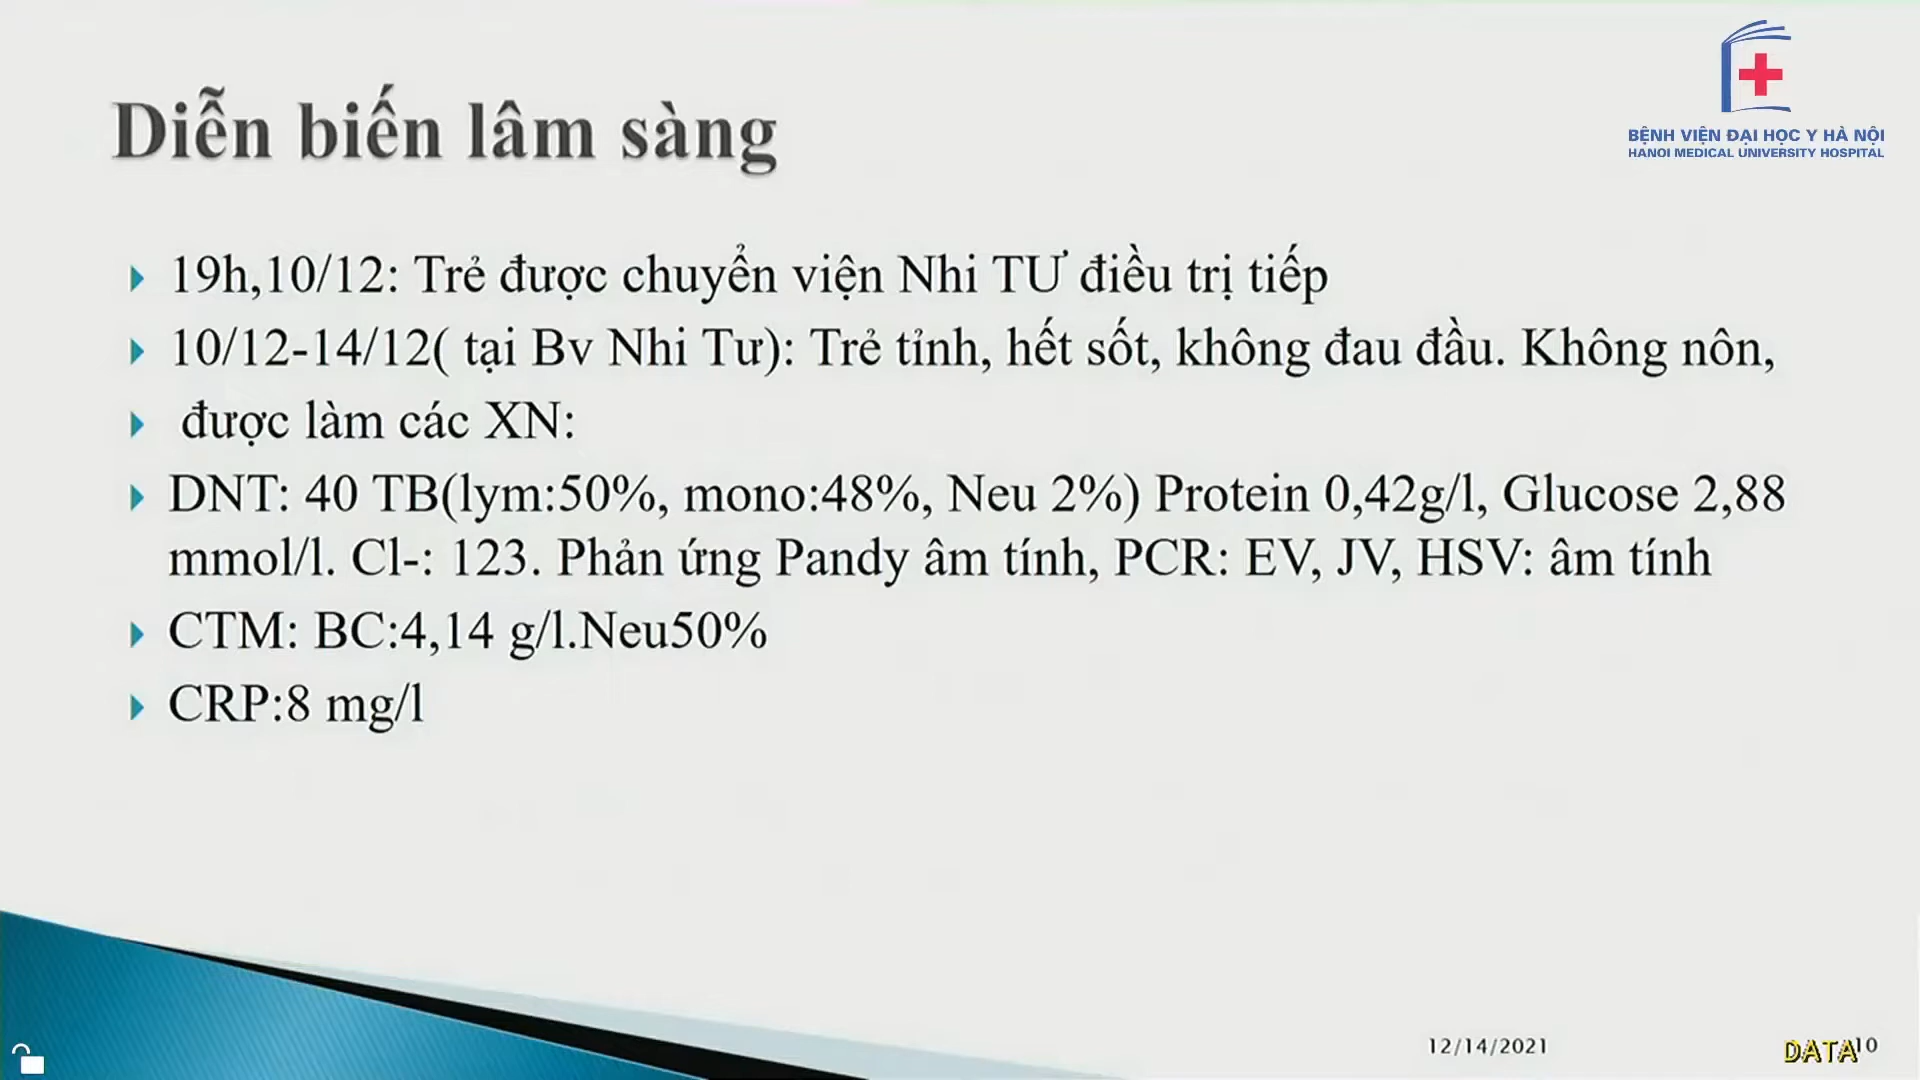 BỆNH VIỆN ĐẠI HỌC Y HÀ NỘI
HANOI MEDICAL UNIVERSITY HOSPITAL
Diễn biến lâm sàng
19h,10/12: Trẻ được chuyển viện Nhi TƯ điều trị tiếp
10/12-14/12( tại Bv Nhi Tư): Trẻ tỉnh, hết sốt, không đau đầu. Không nôn,
được làm các XN:
DNT: 40 TB(lym:50%, mono:48%, Neu 2%) Protein 0,42g/l, Glucose 2,88
mmol/l. Cl-: 123. Phản ứng Pandy âm tính, PCR: EV, JV, HSV: âm tính
CTM: BC:4,14 g/l.Neu50%
CRP:8 mg/l
12/14/2021
DATA
10